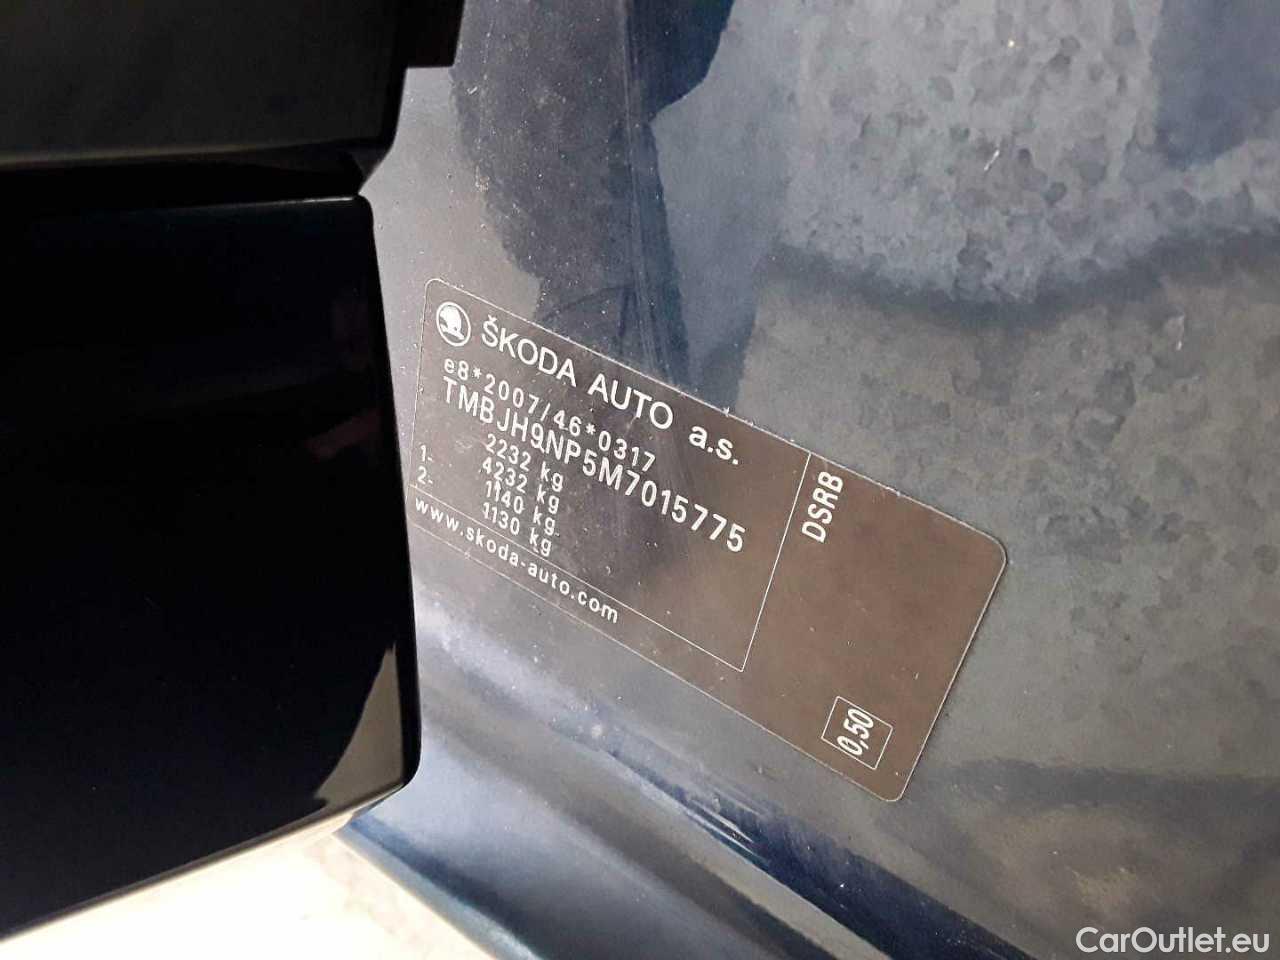 ŠKODA AUTO a.s.
e8*2007/46*0317
TMBJH9NP5M7015775
2232 kg
4232 kg
1- 1140 kg
2- 1130 kg
www.skoda-auto.com
DSRB
0,50
CarOutlet.eu